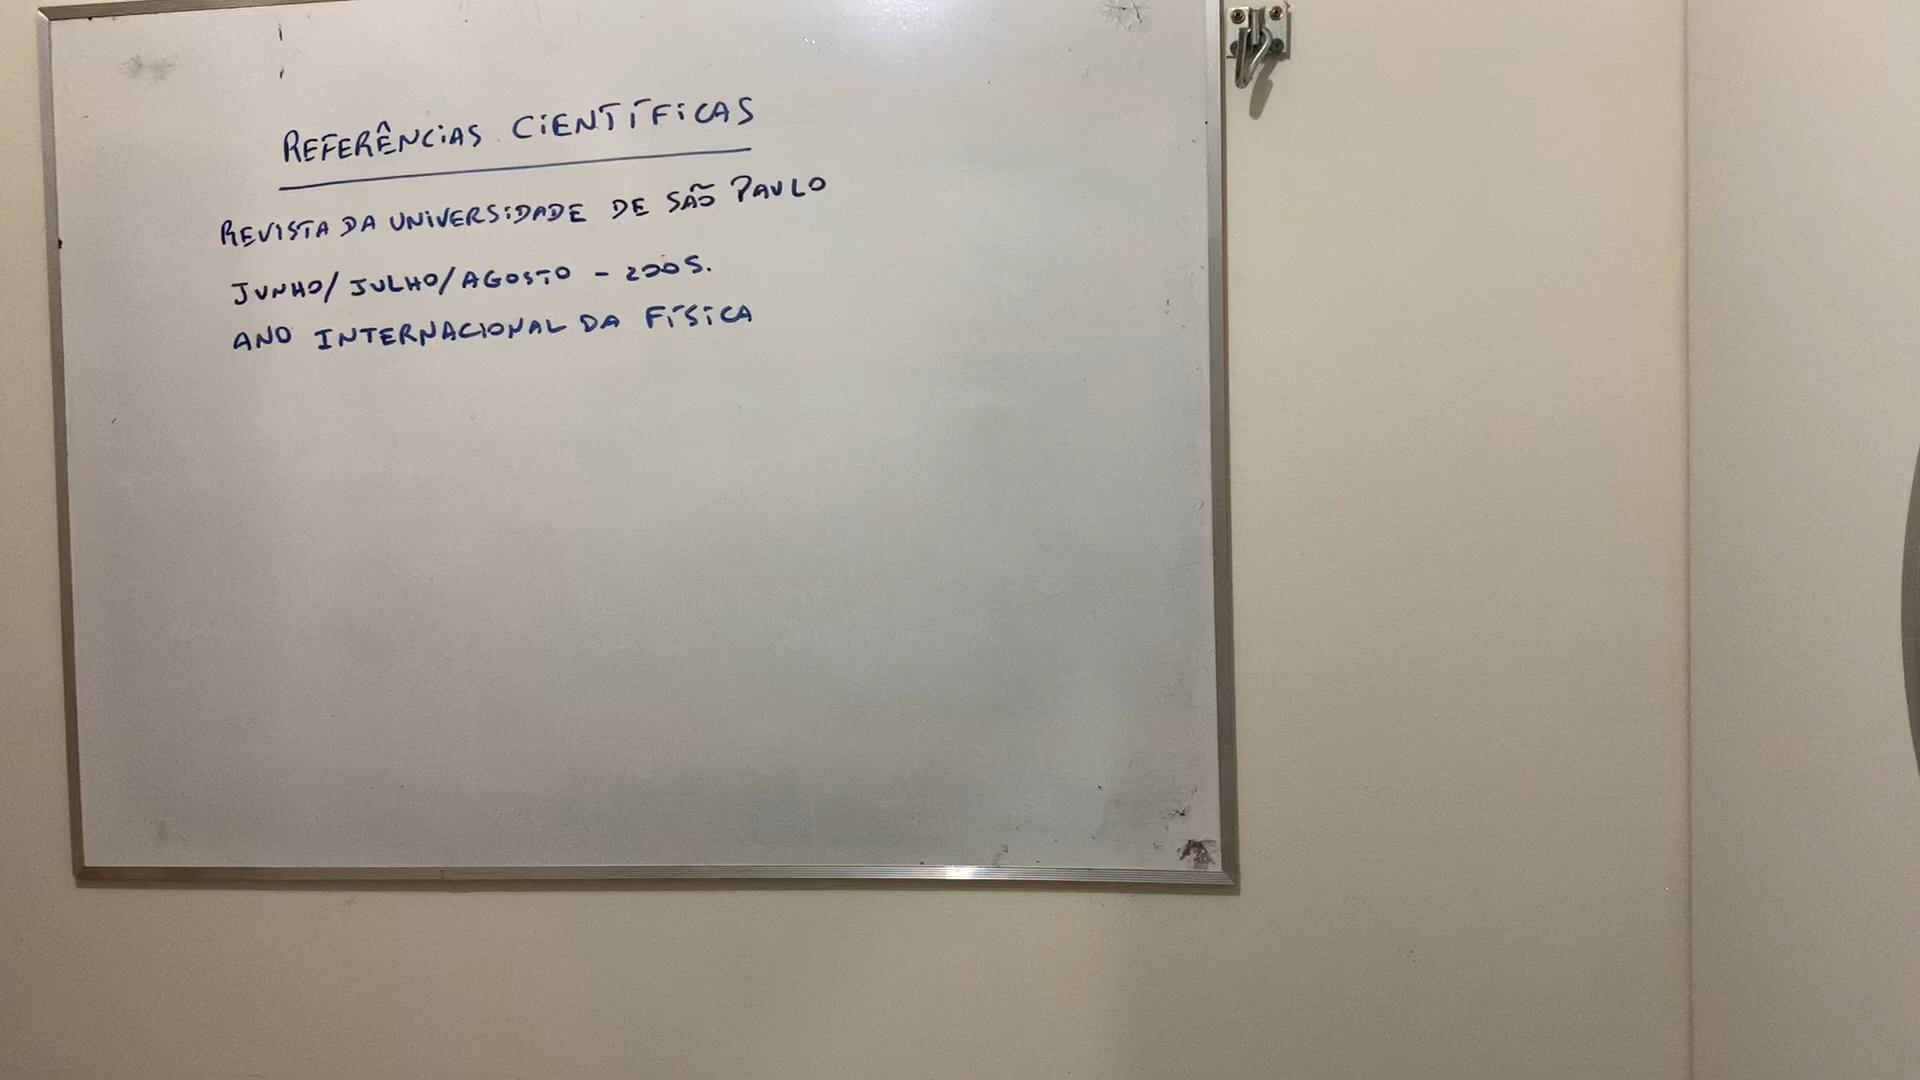 REFERÊNCIAS CIENTÍFICAS
REVISTA DA UNIVERSIDADE DE SÃO PAULO
JUNHO/JULHO/AGOSTO - 2005.
ANO INTERNACIONAL DA FÍSICA